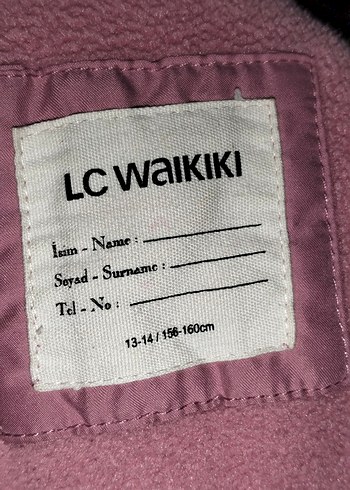 LC WAIKIKI
İsim - Name :
Soyad - Surname :
Tel - No :
13-14 / 156-160cm